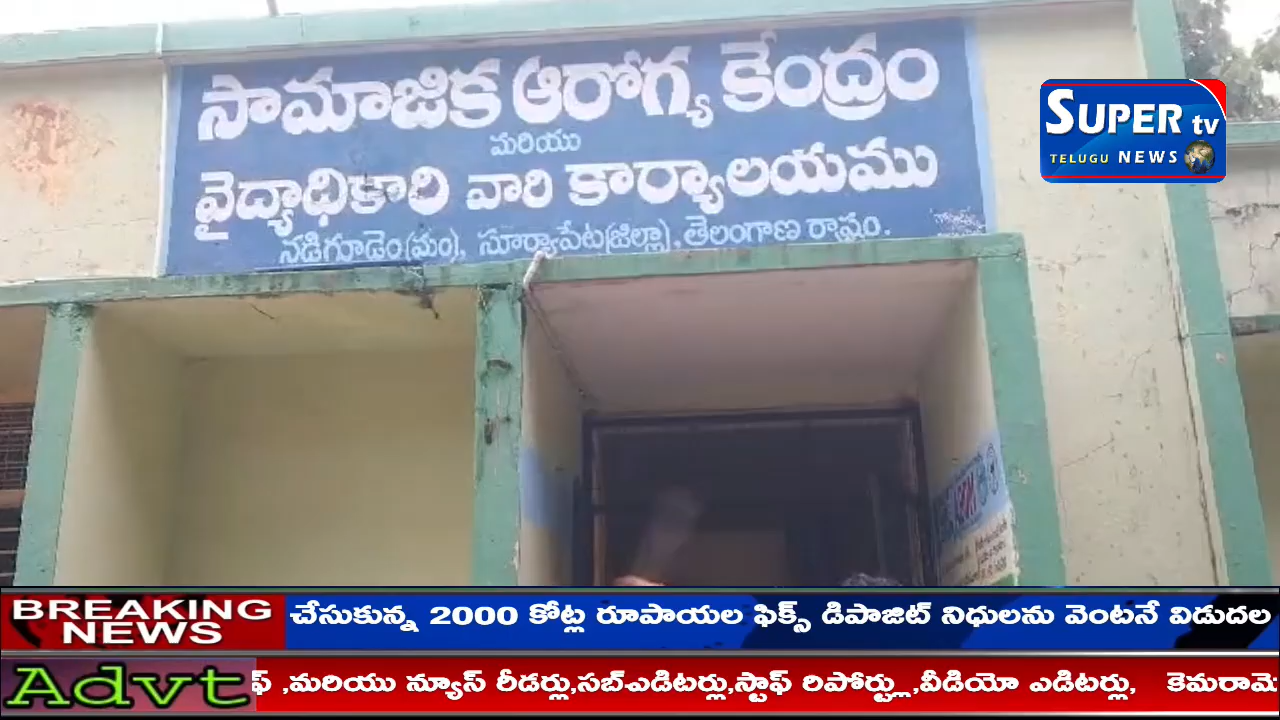 సామాజిక ఆరోగ్య కేంద్రం
మరియు
వైద్యాధికారి వారి కార్యాలయము
నడిగూడెం(మం), సూర్యాపేట(జిల్లా), తెలంగాణ రాష్ట్రం.
SUPER tv
TELUGU NEWS
BREAKING NEWS
చేసుకున్న 2000 కోట్ల రూపాయల ఫిక్స్ డిపాజిట్ నిధులను వెంటనే విడుదల
Advt
ఫ్ ,మరియు న్యూస్ రీడర్లు,సబ్-ఎడిటర్లు,స్టాఫ్ రిపోర్ట్లు,వీడియో ఎడిటర్లు, కెమరామె